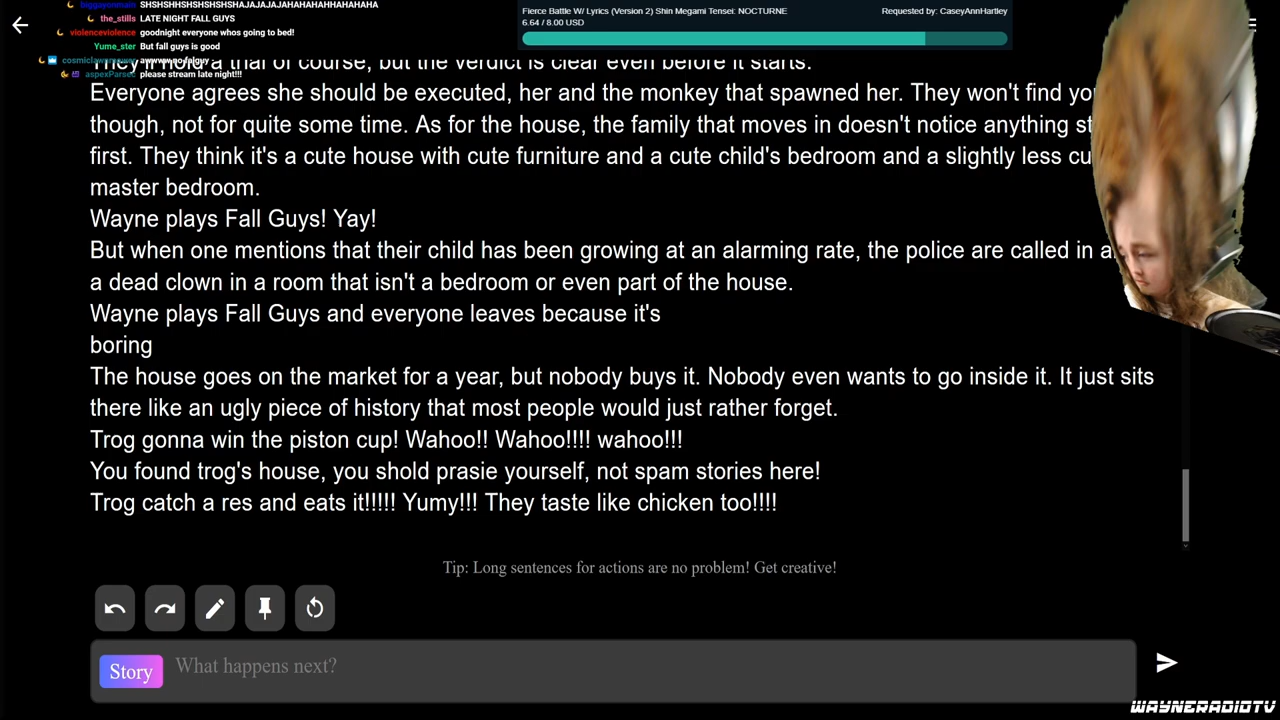 biggayonmain SHSHSHHSHSHSHSHSHAJAJAJAJAHAHAHAHHAHAHAHA
the_stills LATE NIGHT FALL GUYS
violenceviolence goodnight everyone whos going to bed!
Yume_ster But fall guys is good
awwww no falguy
aspexParsec please stream late night!!!
Fierce Battle W/ Lyrics (Version 2) Shin Megami Tensei: NOCTURNE
Requested by: CaseyAnnHartley
6.64 / 8.00 USD
They'll hold a trial of course, but the verdict is clear even before it starts.
Everyone agrees she should be executed, her and the monkey that spawned her. They won't find
though, not for quite some time. As for the house, the family that moves in doesn't notice anything
first. They think it's a cute house with cute furniture and a cute child's bedroom and a slightly less
master bedroom.
Wayne plays Fall Guys! Yay!
But when one mentions that their child has been growing at an alarming rate, the police are called in
a dead clown in a room that isn't a bedroom or even part of the house.
Wayne plays Fall Guys and everyone leaves because it's
boring
The house goes on the market for a year, but nobody buys it. Nobody even wants to go inside it. It just sits
there like an ugly piece of history that most people would just rather forget.
Trog gonna win the piston cup! Wahoo!! Wahoo!!!! wahoo!!!
You found trog's house, you shold prasie yourself, not spam stories here!
Trog catch a res and eats it!!!!! Yumy!!! They taste like chicken too!!!!
Tip: Long sentences for actions are no problem! Get creative!
Story What happens next?
WAYNERADIOTV